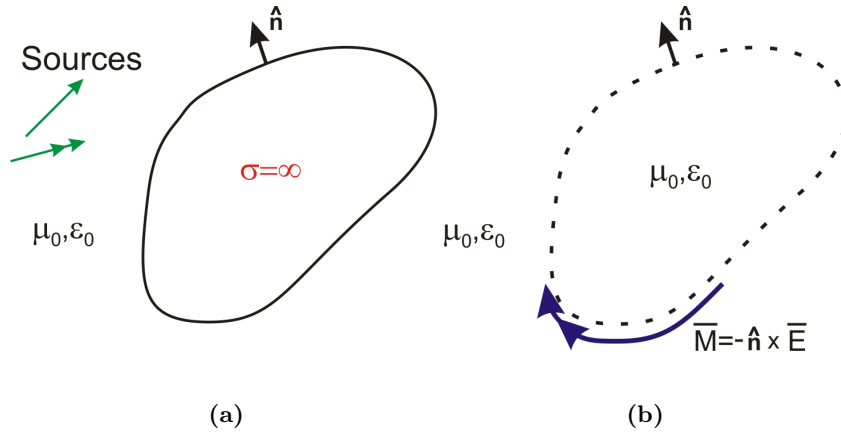 n̂
Sources
σ=∞
μ₀,ε₀
(a)
n̂
μ₀,ε₀
μ₀,ε₀
M̅=-n̂ x E̅
(b)